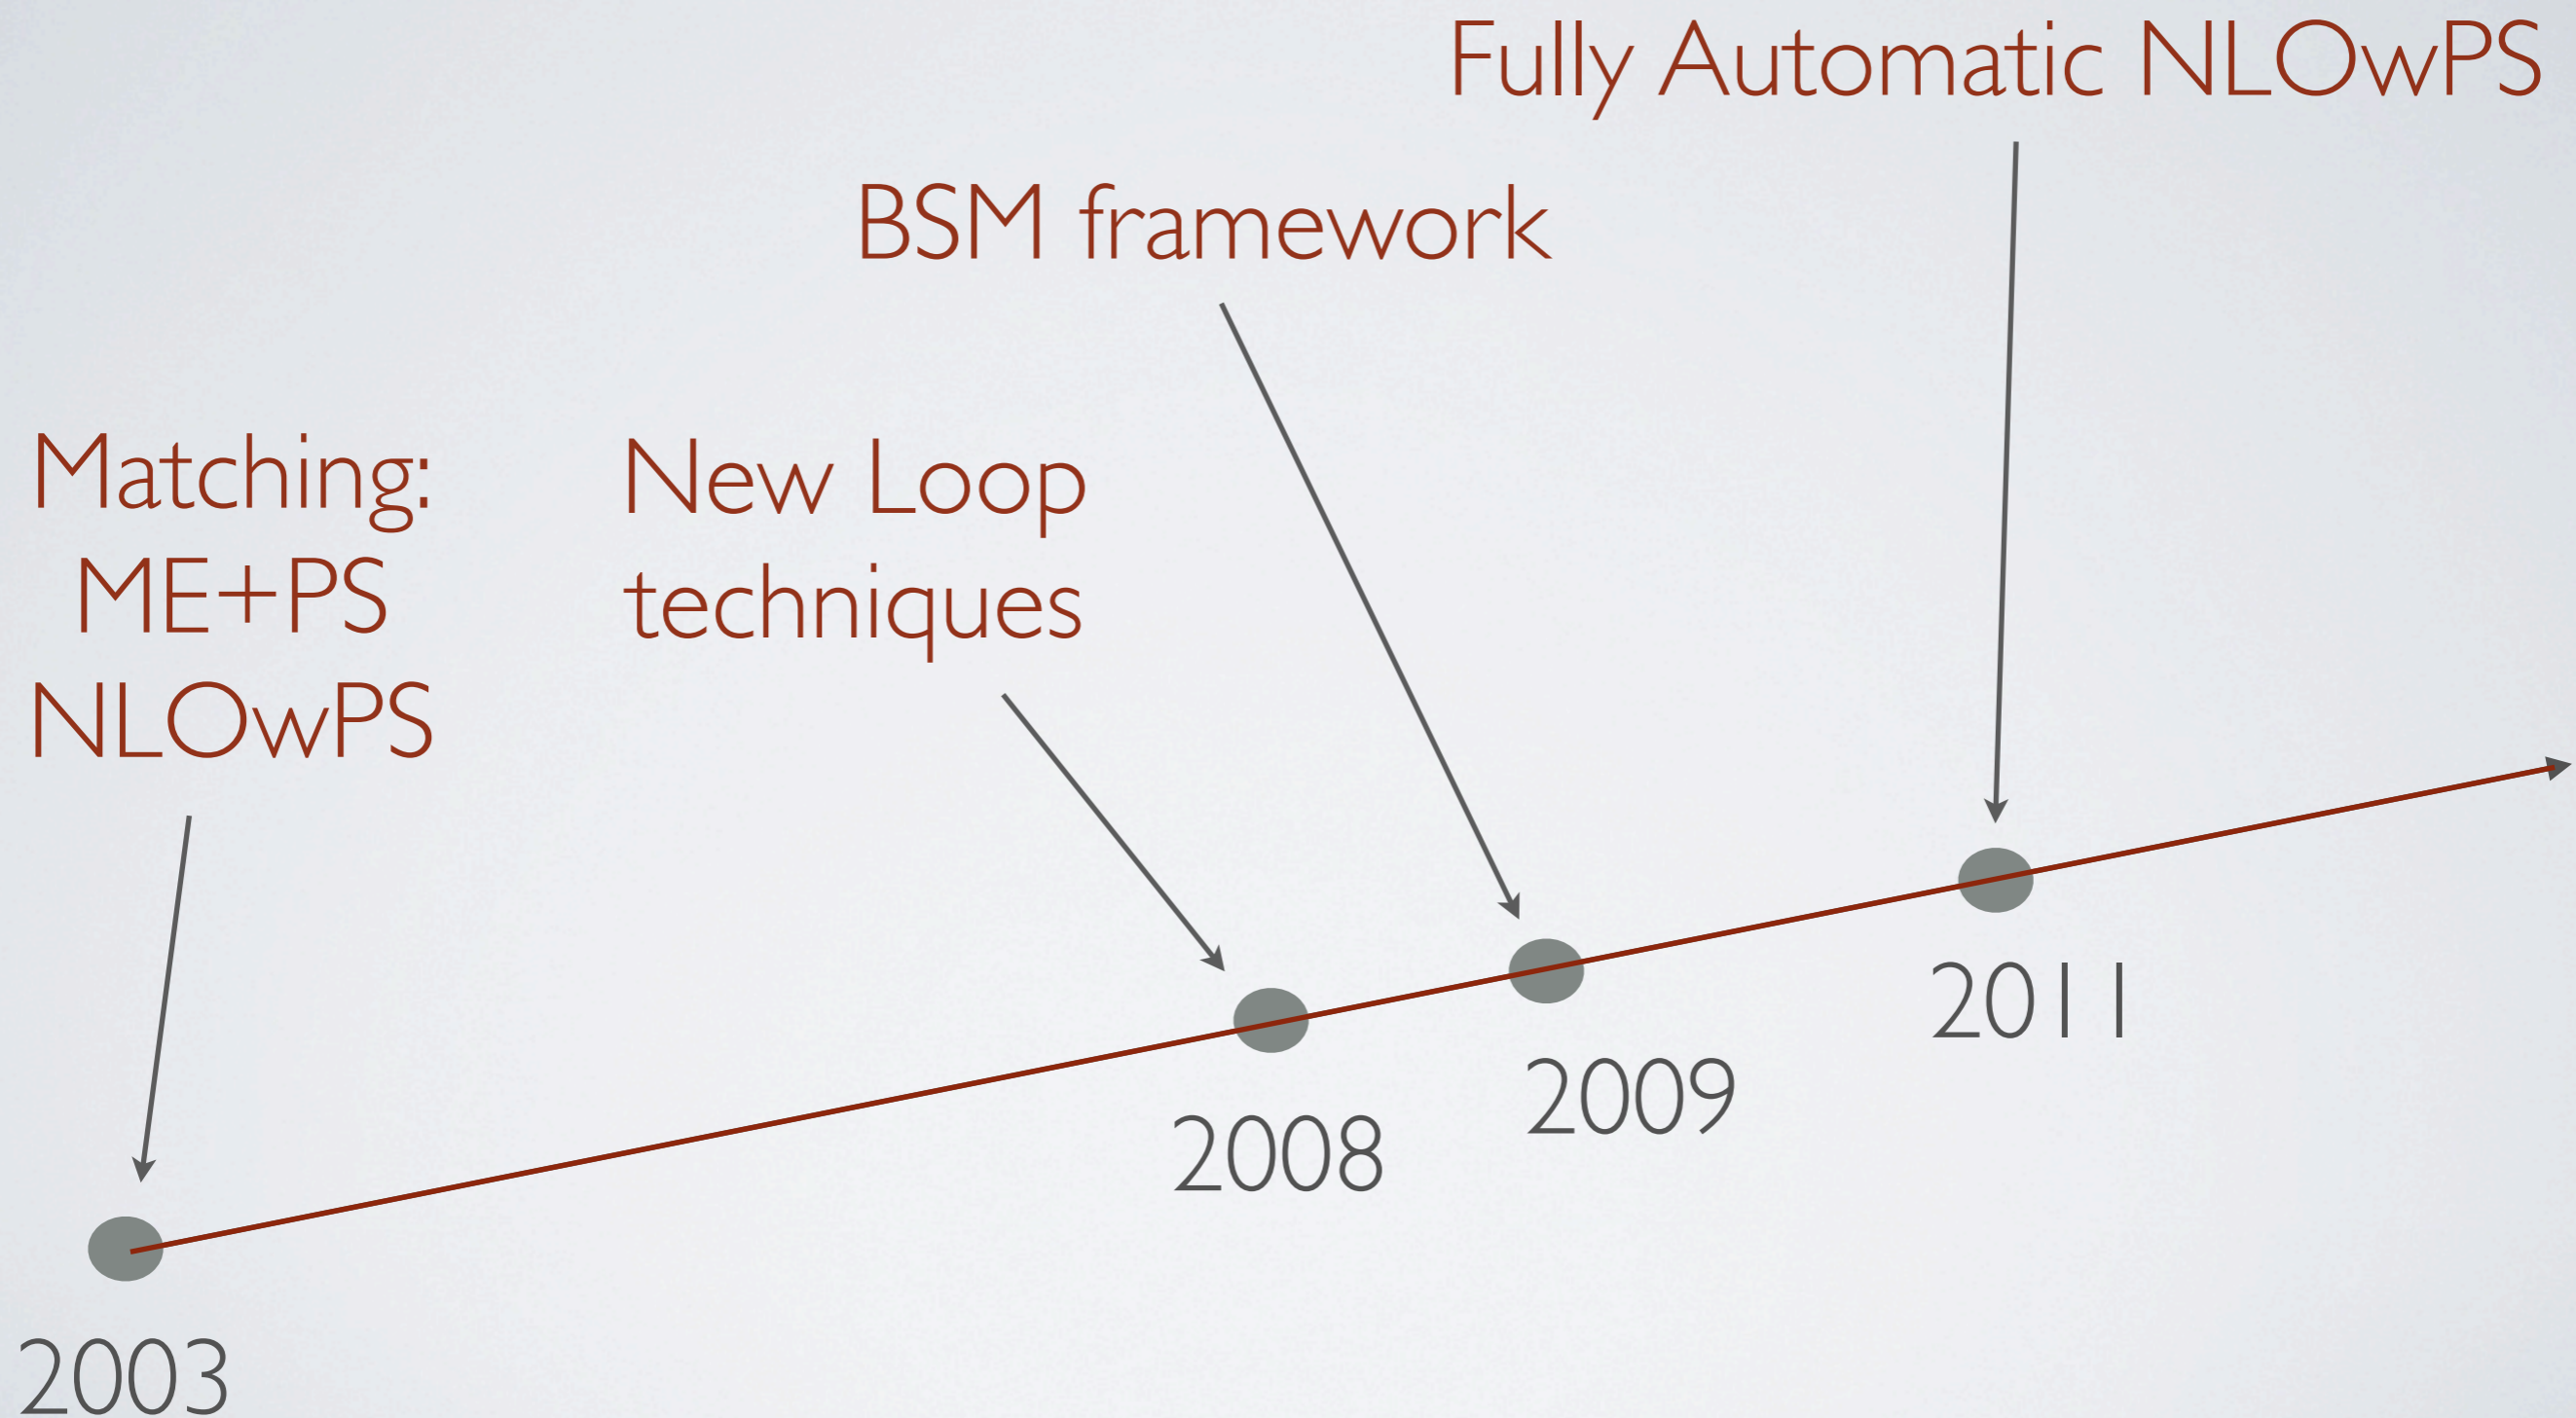 Fully Automatic NLOwPS
BSM framework
Matching:
ME+PS
NLOwPS
New Loop
techniques
2011
2009
2008
2003